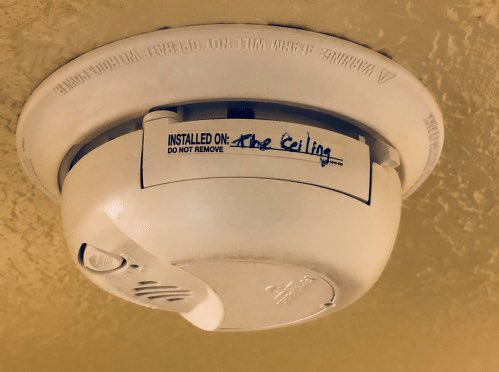 ⚠ WARNING: ALARM WILL NOT OPERATE WITHOUT POWER
INSTALLED ON: The Ceiling
DO NOT REMOVE